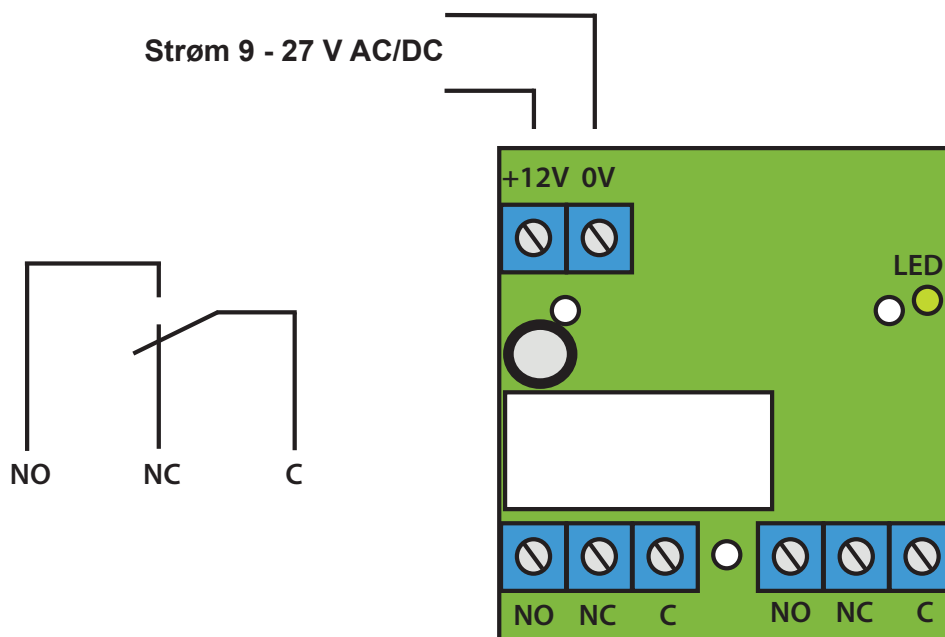 Strøm 9 - 27 V AC/DC
+12V 0V
LED
NO NC C
NO NC C NO NC C